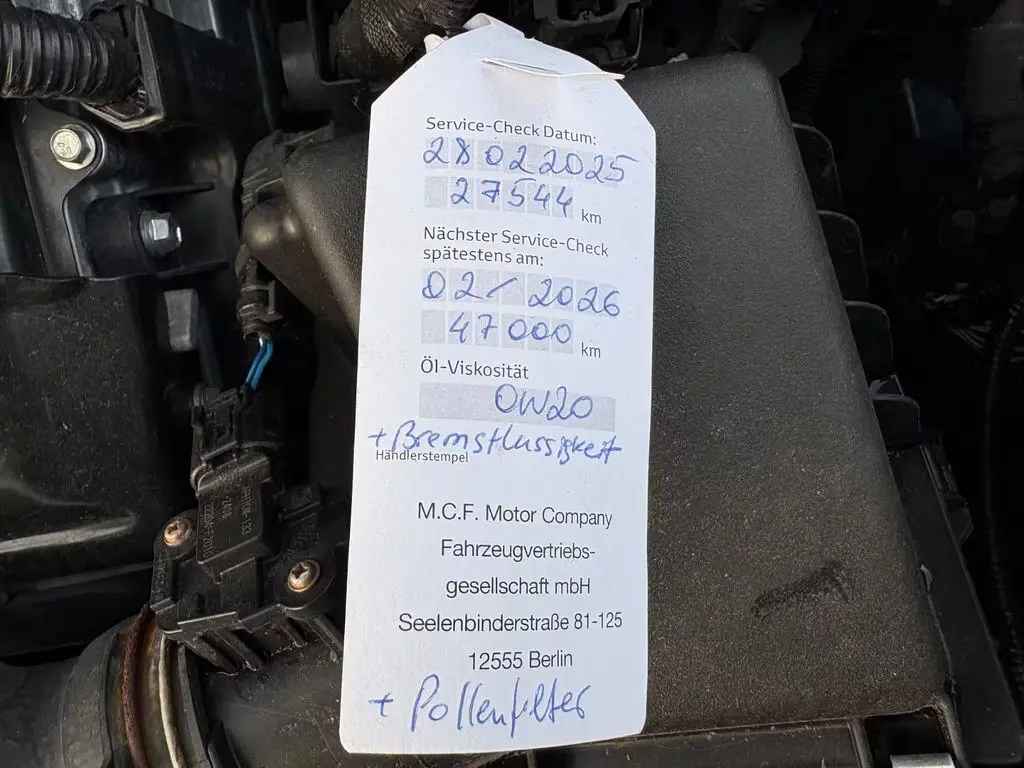 Service-Check Datum:
28022025
27544 km
Nächster Service-Check
spätestens am:
02/2026
47000 km
Öl-Viskosität
0W20
+Bremsflüssigkeit
Händlerstempel
M.C.F. Motor Company
Fahrzeugvertriebs-
gesellschaft mbH
Seelenbinderstraße 81-125
12555 Berlin
+ Pollenfilter